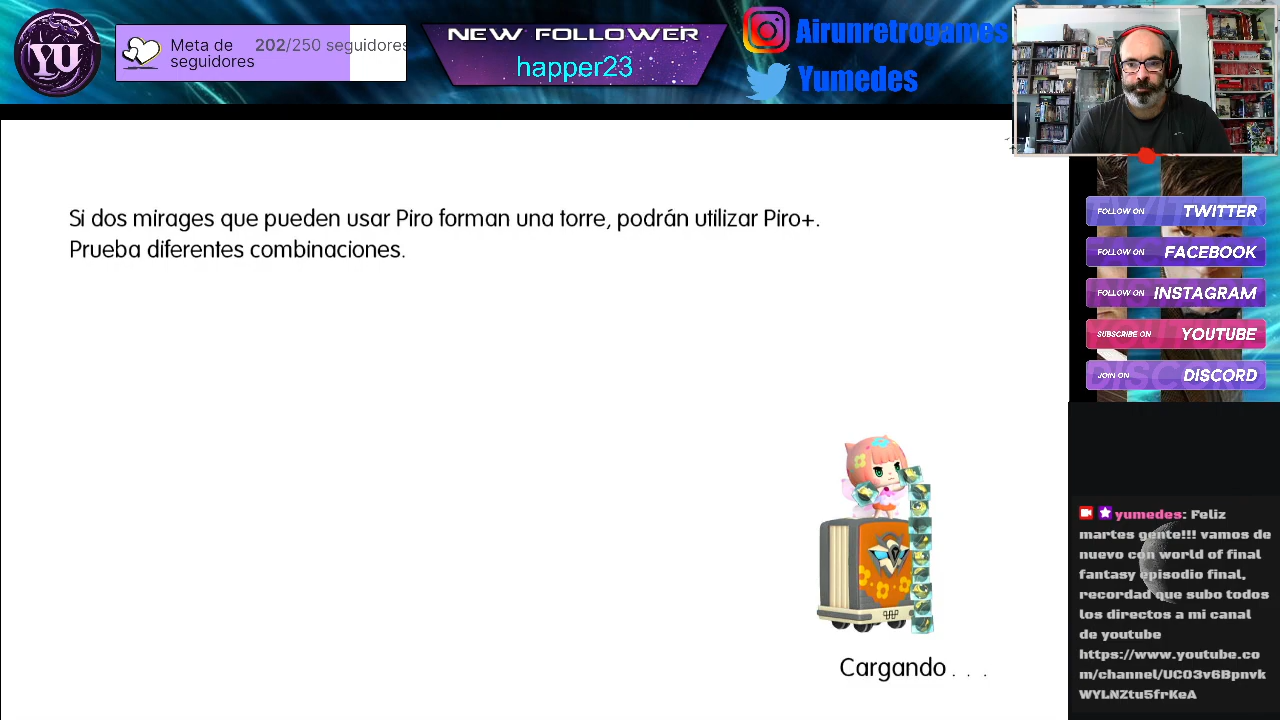 YU
Meta de seguidores
202/250 seguidores
NEW FOLLOWER
happer23
Airunretrogames
Yumedes
Si dos mirages que pueden usar Piro forman una torre, podrán utilizar Piro+.
Prueba diferentes combinaciones.
FOLLOW ON TWITTER
FOLLOW ON FACEBOOK
FOLLOW ON INSTAGRAM
SUBSCRIBE ON YOUTUBE
JOIN ON DISCORD
Cargando . . .
yumedes: Feliz
martes gente!!! vamos de
nuevo con world of final
fantasy episodio final,
recordad que subo todos
los directos a mi canal
de youtube
https://www.youtube.co
m/channel/UC03v6Bpnvk
WYLNZtu5frKeA